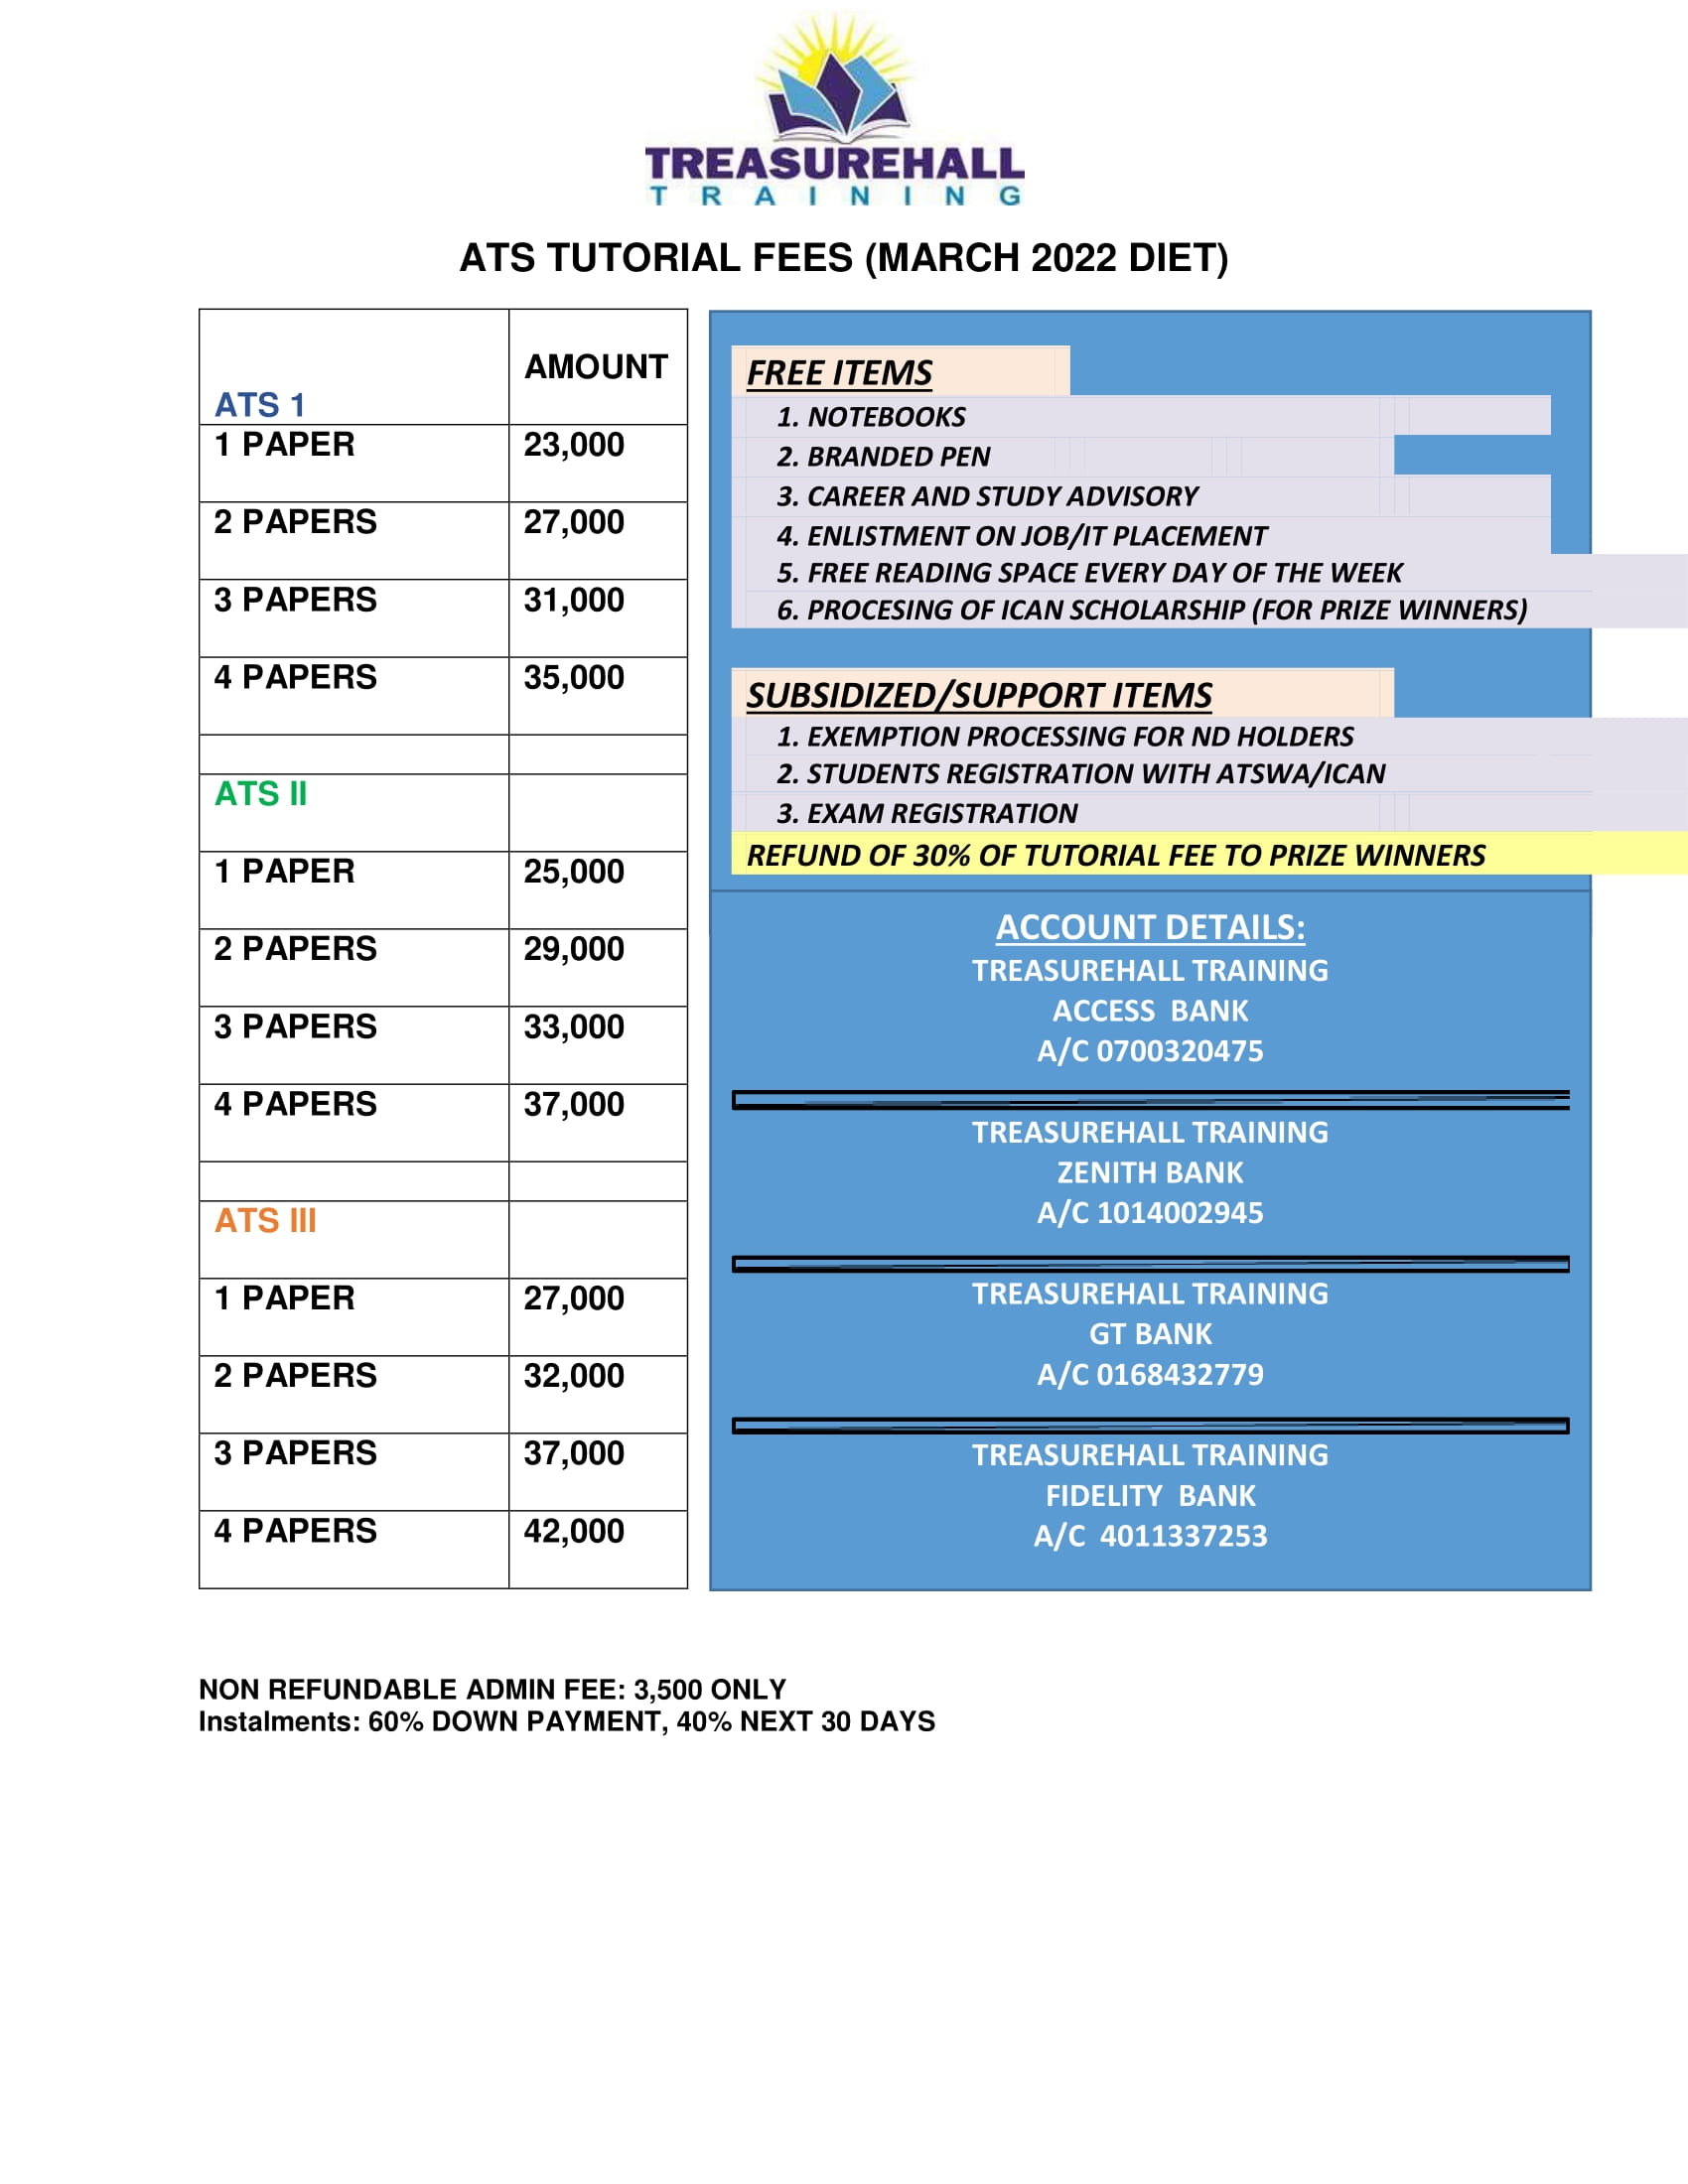 TREASUREHALL
TRAINING
ATS TUTORIAL FEES (MARCH 2022 DIET)
AMOUNT
ATS 1
1 PAPER 23,000
2 PAPERS 27,000
3 PAPERS 31,000
4 PAPERS 35,000
ATS II
1 PAPER 25,000
2 PAPERS 29,000
3 PAPERS 33,000
4 PAPERS 37,000
ATS III
1 PAPER 27,000
2 PAPERS 32,000
3 PAPERS 37,000
4 PAPERS 42,000
FREE ITEMS
1. NOTEBOOKS
2. BRANDED PEN
3. CAREER AND STUDY ADVISORY
4. ENLISTMENT ON JOB/IT PLACEMENT
5. FREE READING SPACE EVERY DAY OF THE WEEK
6. PROCESING OF ICAN SCHOLARSHIP (FOR PRIZE WINNERS)
SUBSIDIZED/SUPPORT ITEMS
1. EXEMPTION PROCESSING FOR ND HOLDERS
2. STUDENTS REGISTRATION WITH ATSWA/ICAN
3. EXAM REGISTRATION
REFUND OF 30% OF TUTORIAL FEE TO PRIZE WINNERS
ACCOUNT DETAILS:
TREASUREHALL TRAINING
ACCESS BANK
A/C 0700320475
TREASUREHALL TRAINING
ZENITH BANK
A/C 1014002945
TREASUREHALL TRAINING
GT BANK
A/C 0168432779
TREASUREHALL TRAINING
FIDELITY BANK
A/C 4011337253
NON REFUNDABLE ADMIN FEE: 3,500 ONLY
Instalments: 60% DOWN PAYMENT, 40% NEXT 30 DAYS